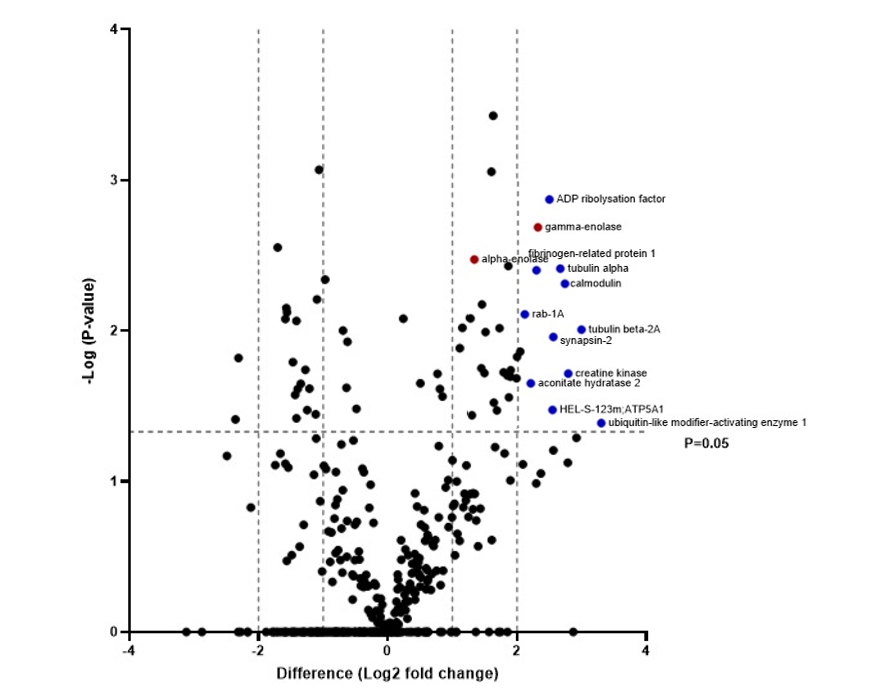 4
3
2
1
0
-Log (P-value)
ADP ribolysation factor
gamma-enolase
fibrinogen-related protein 1
alpha-enolase
tubulin alpha
calmodulin
rab-1A
tubulin beta-2A
synapsin-2
creatine kinase
aconitate hydratase 2
HEL-S-123m;ATP5A1
ubiquitin-like modifier-activating enzyme 1
P=0.05
-4
-2
0
2
4
Difference (Log2 fold change)